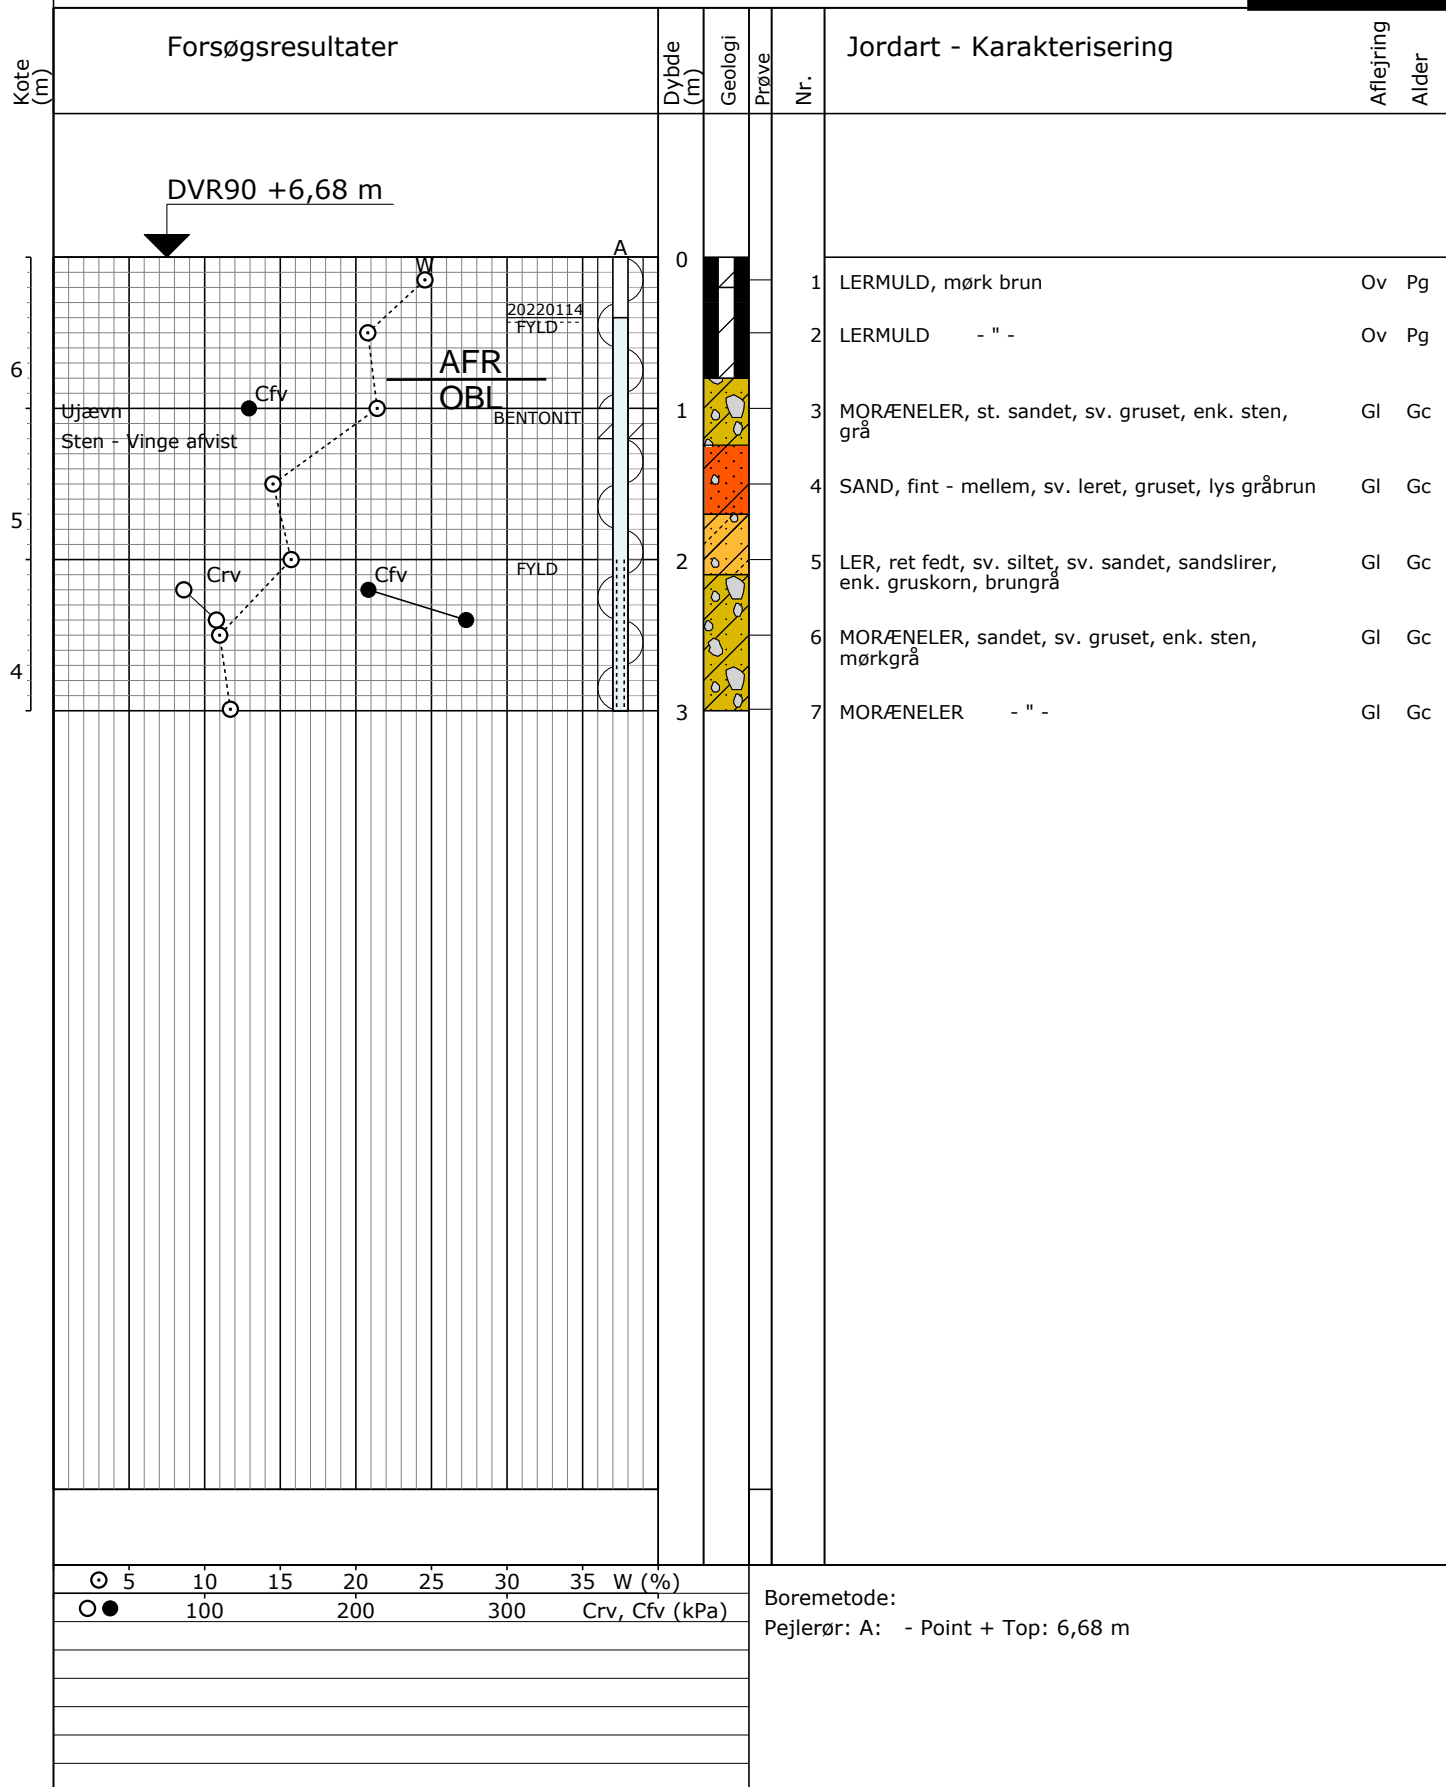 Kote (m)
Forsøgsresultater
Dybde (m)
Geologi
Prøve
Nr.
Jordart - Karakterisering
Aflejring
Alder
DVR90 +6,68 m
A
W
0
1 LERMULD, mørk brun Ov Pg
20220114
FYLD
2 LERMULD - " - Ov Pg
6
AFR
OBL
Cfv
Ujævn
BENTONIT
1
3 MORÆNELER, st. sandet, sv. gruset, enk. sten, Gl Gc
grå
Sten - Vinge afvist
4 SAND, fint - mellem, sv. leret, gruset, lys gråbrun Gl Gc
5
2
5 LER, ret fedt, sv. siltet, sv. sandet, sandslirer, Gl Gc
enk. gruskorn, brungrå
FYLD
Crv
Cfv
6 MORÆNELER, sandet, sv. gruset, enk. sten, Gl Gc
mørkgrå
4
3
7 MORÆNELER - " - Gl Gc
5 10 15 20 25 30 35 W (%)
100 200 300 Crv, Cfv (kPa)
Boremetode:
Pejlerør: A: - Point + Top: 6,68 m